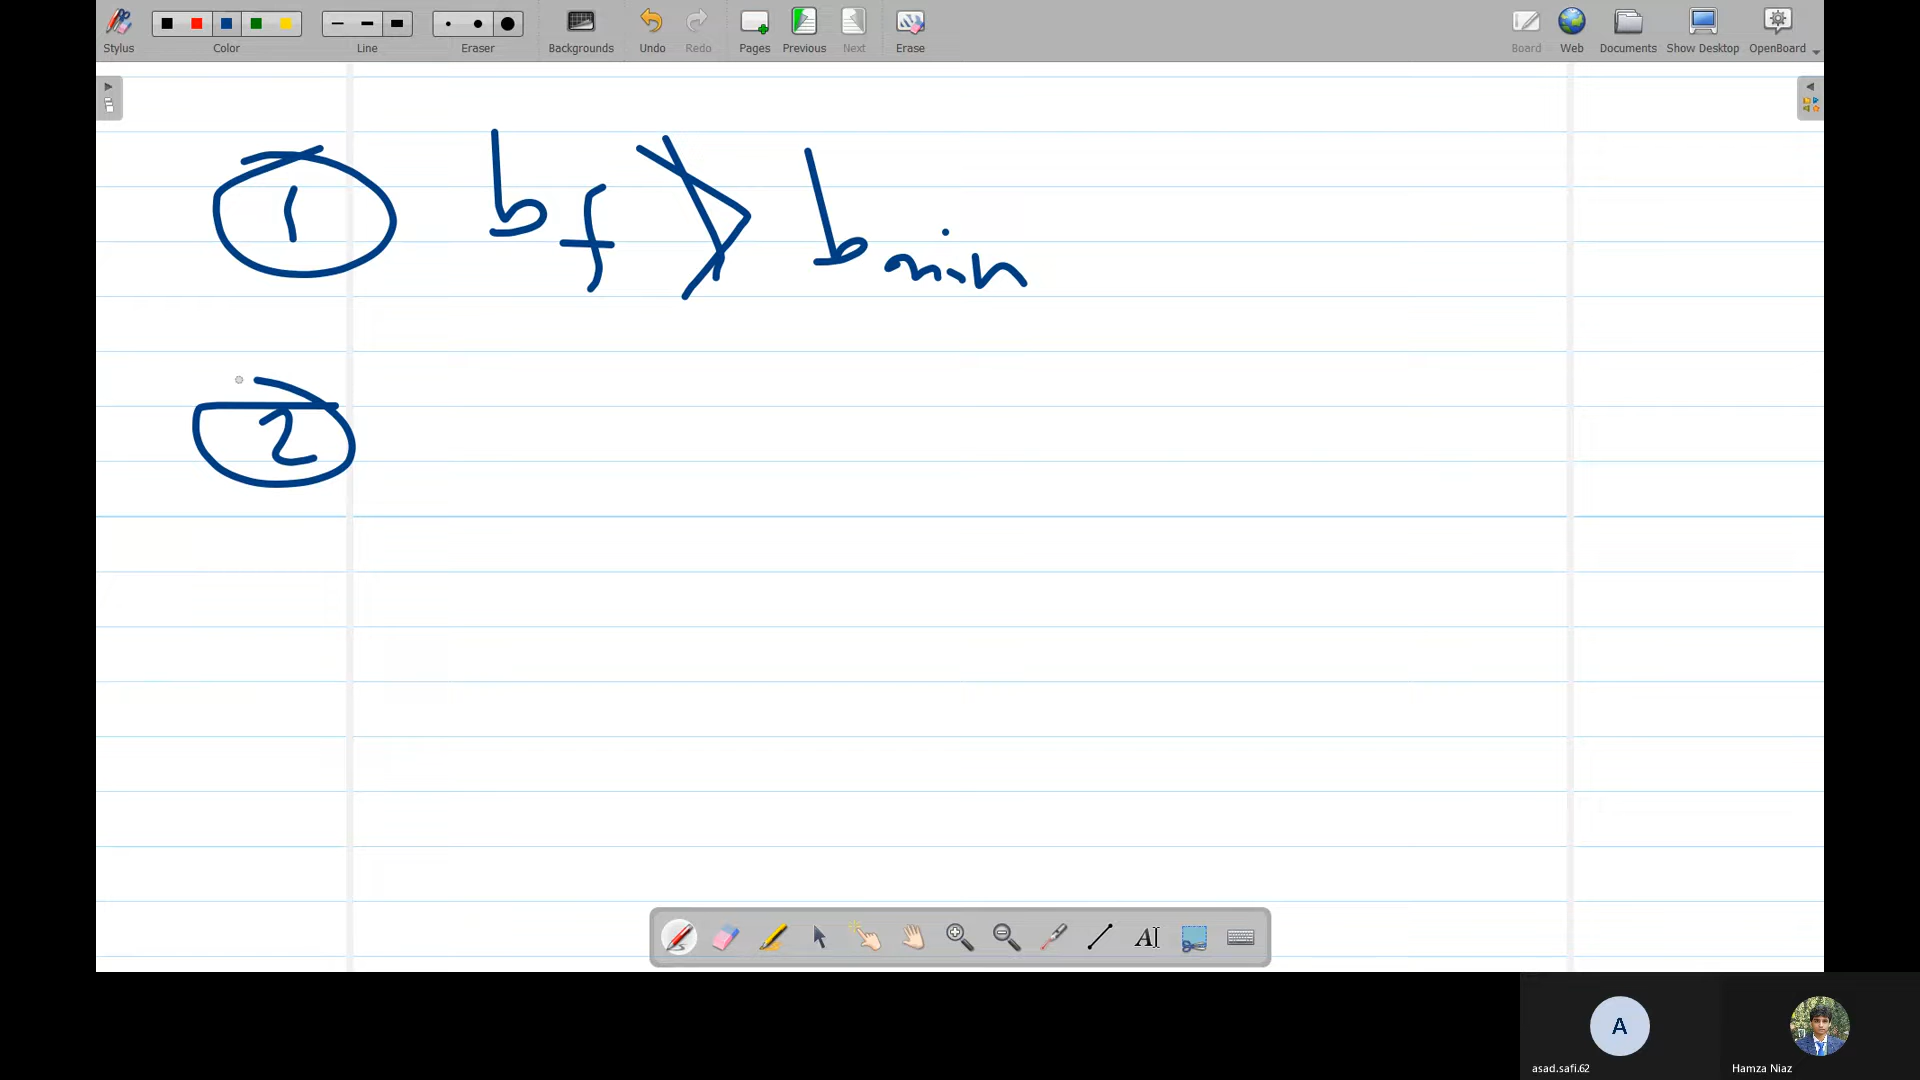 Stylus Color Line Eraser Backgrounds Undo Redo Pages Previous Next Erase Board Web Documents Show Desktop OpenBoard
1 bf > bmin
2
AI
A
asad.safi.62 Hamza Niaz